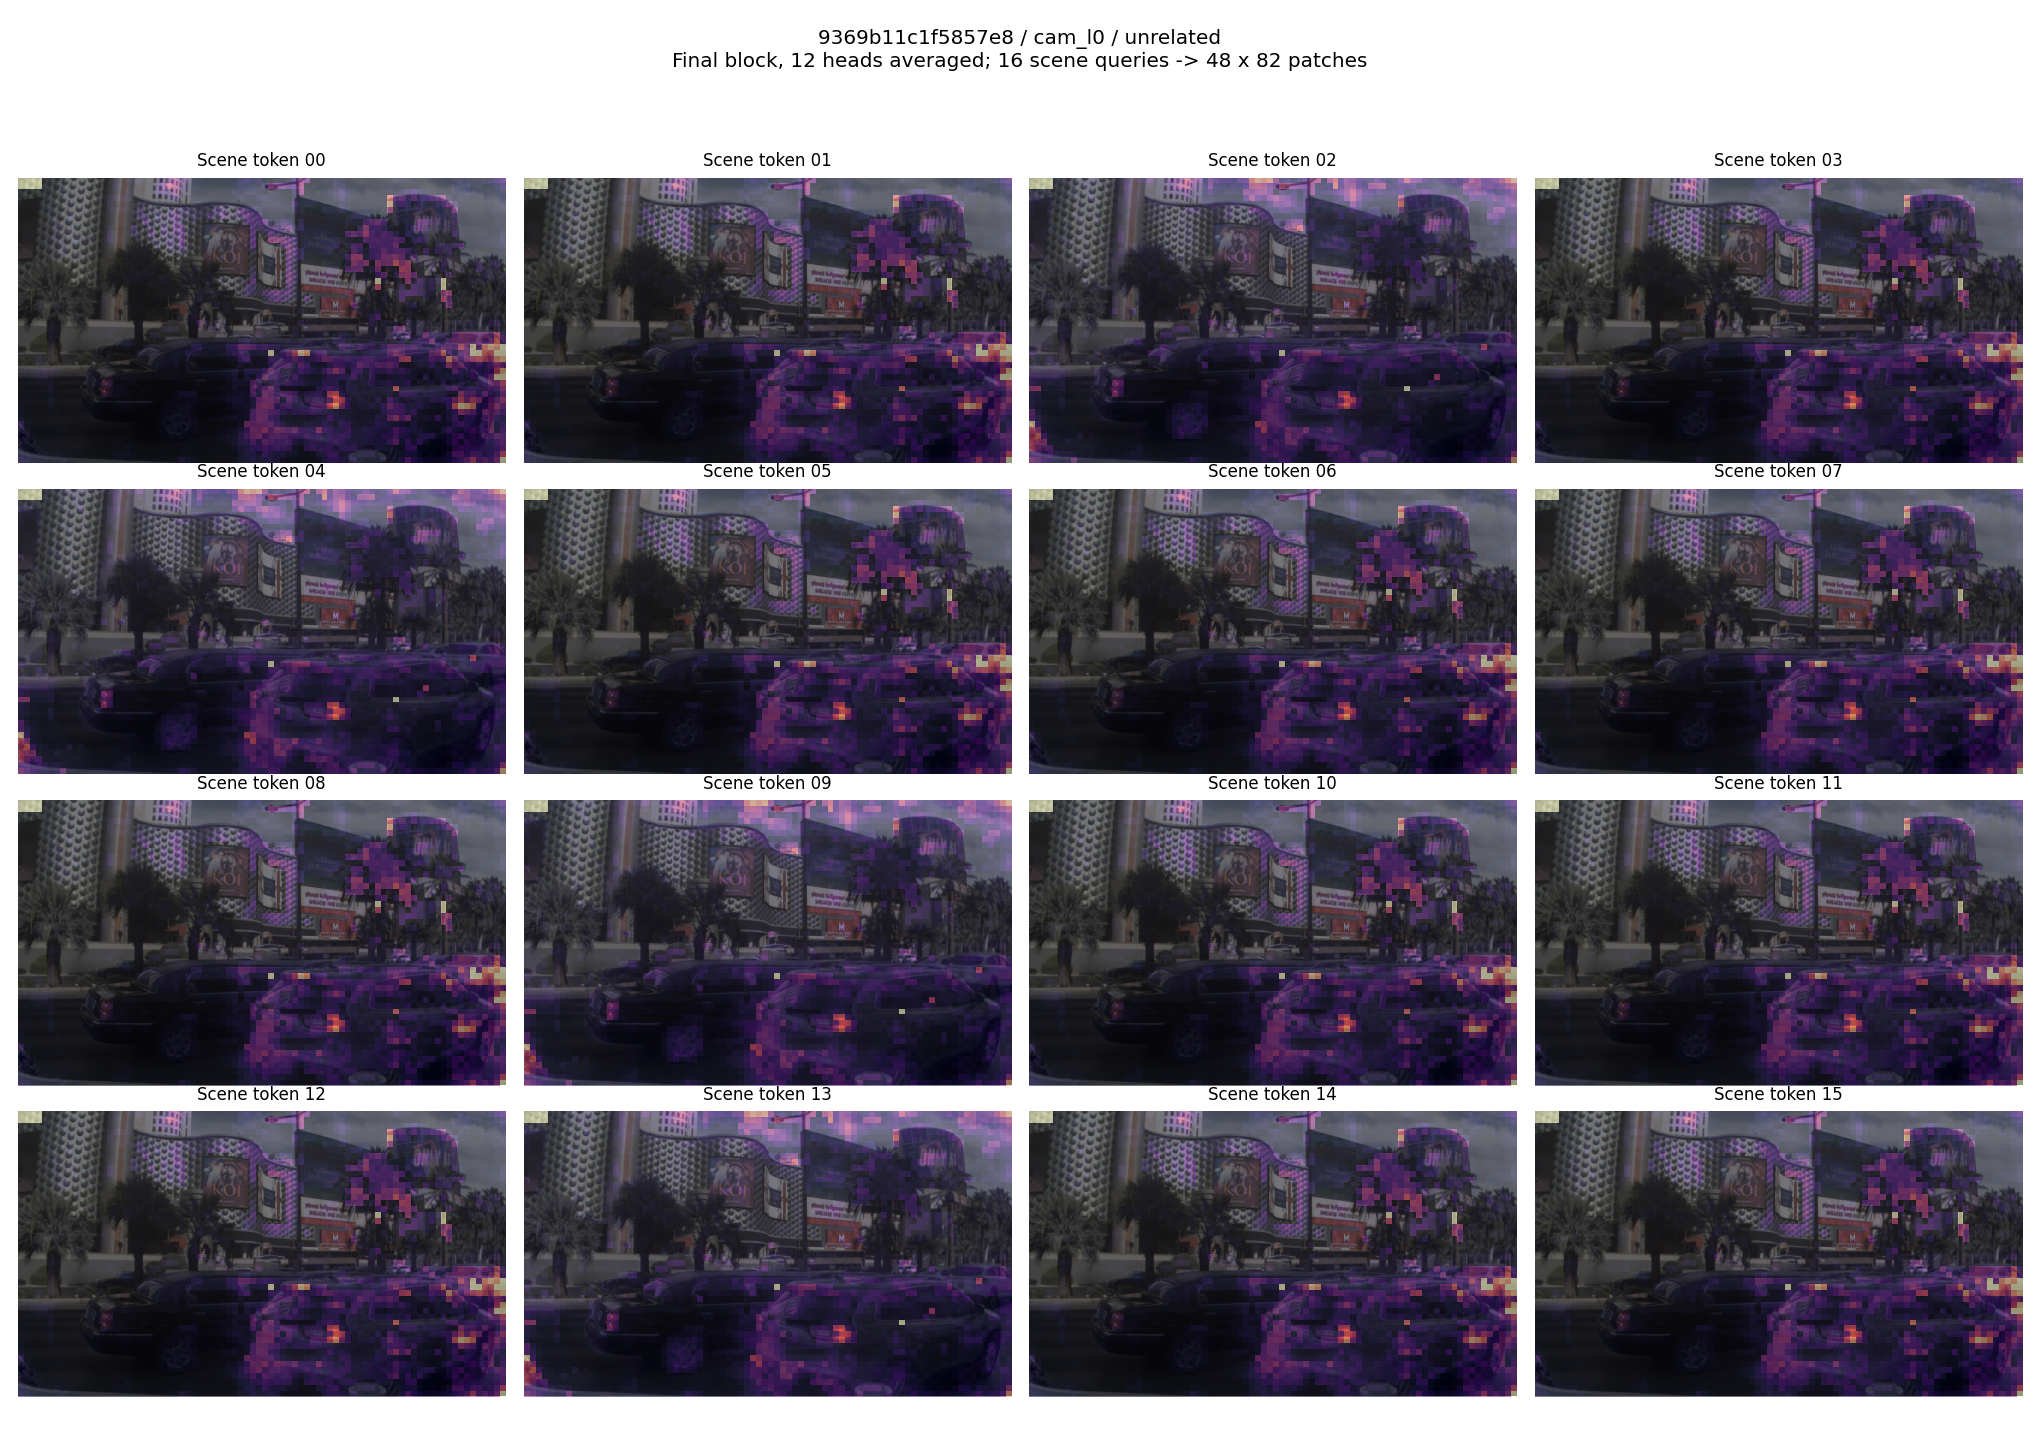 9369b11c1f5857e8 / cam_l0 / unrelated
Final block, 12 heads averaged; 16 scene queries -> 48 x 82 patches
Scene token 00
Scene token 01
Scene token 02
Scene token 03
Scene token 04
Scene token 05
Scene token 06
Scene token 07
Scene token 08
Scene token 09
Scene token 10
Scene token 11
Scene token 12
Scene token 13
Scene token 14
Scene token 15